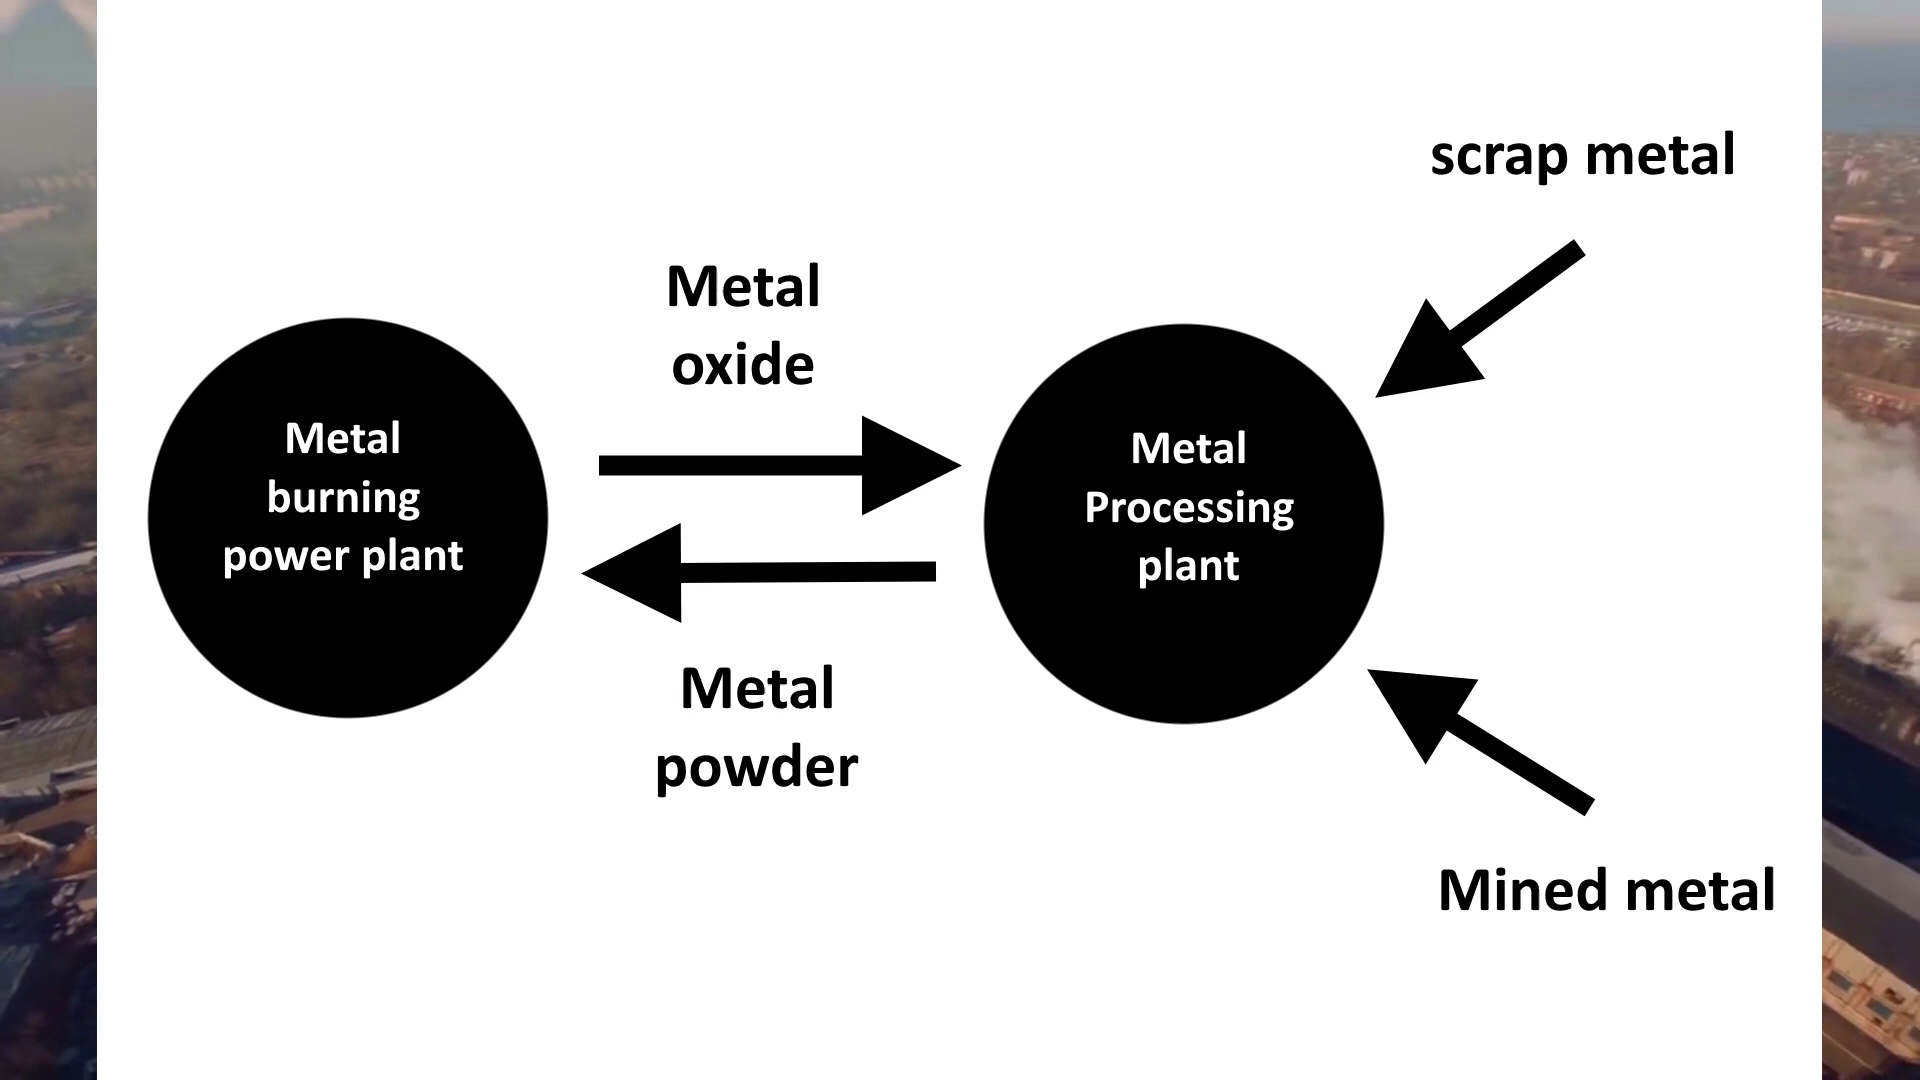 scrap metal
Metal
oxide
Metal
burning
power plant
Metal
Processing
plant
Metal
powder
Mined metal